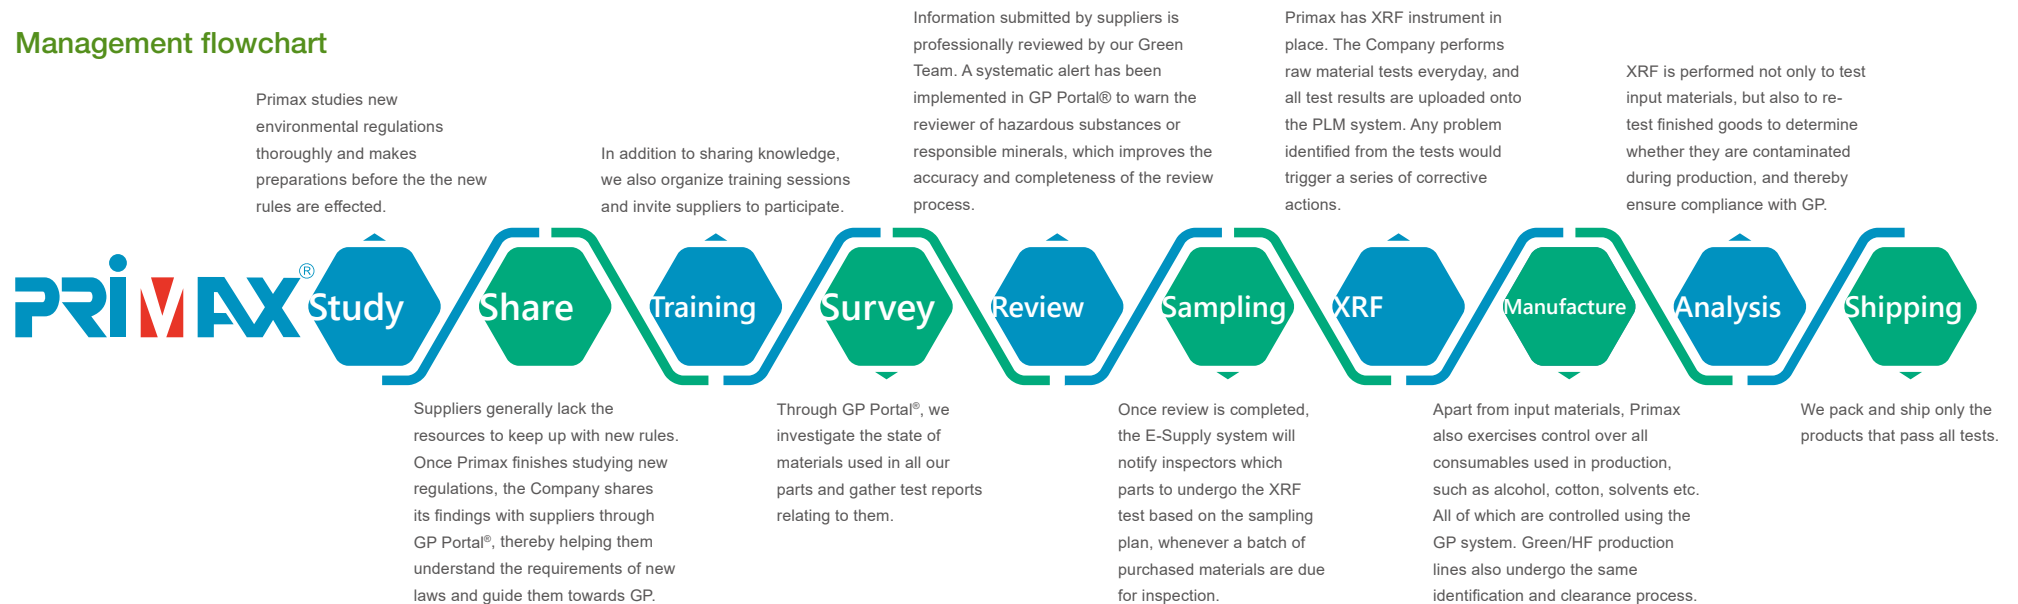 Management flowchart
Primax studies new
environmental regulations
thoroughly and makes
preparations before the the new
rules are effected.
In addition to sharing knowledge,
we also organize training sessions
and invite suppliers to participate.
Information submitted by suppliers is
professionally reviewed by our Green
Team. A systematic alert has been
implemented in GP Portal® to warn the
reviewer of hazardous substances or
responsible minerals, which improves the
accuracy and completeness of the review
process.
Primax has XRF instrument in
place. The Company performs
raw material tests everyday, and
all test results are uploaded onto
the PLM system. Any problem
identified from the tests would
trigger a series of corrective
actions.
XRF is performed not only to test
input materials, but also to re-
test finished goods to determine
whether they are contaminated
during production, and thereby
ensure compliance with GP.
PRIMAX®
Study
Share
Training
Survey
Review
Sampling
XRF
Manufacture
Analysis
Shipping
Suppliers generally lack the
resources to keep up with new rules.
Once Primax finishes studying new
regulations, the Company shares
its findings with suppliers through
GP Portal®, thereby helping them
understand the requirements of new
laws and guide them towards GP.
Through GP Portal®, we
investigate the state of
materials used in all our
parts and gather test reports
relating to them.
Once review is completed,
the E-Supply system will
notify inspectors which
parts to undergo the XRF
test based on the sampling
plan, whenever a batch of
purchased materials are due
for inspection.
Apart from input materials, Primax
also exercises control over all
consumables used in production,
such as alcohol, cotton, solvents etc.
All of which are controlled using the
GP system. Green/HF production
lines also undergo the same
identification and clearance process.
We pack and ship only the
products that pass all tests.